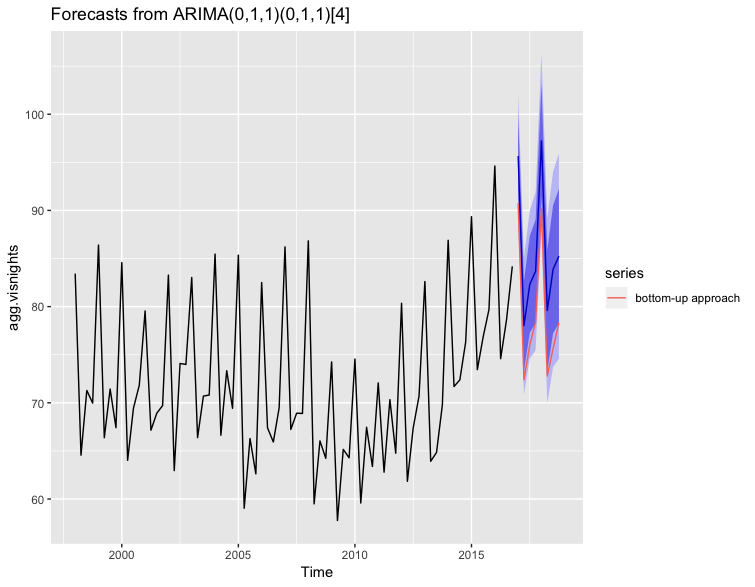 Forecasts from ARIMA(0,1,1)(0,1,1)[4]
100
90
80
70
60
agg.visnights
2000
2005
2010
2015
Time
series
bottom-up approach